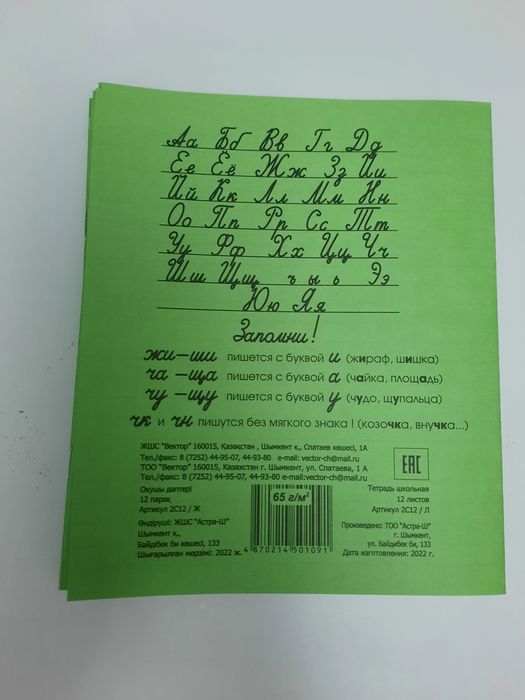 Аа Бб Вв Гг Дд
Ее Ёё Жж Зз Ии
Йй Кк Лл Мм Нн
Оо Пп Рр Сс Тт
Уу Фф Хх Цц Чч
Шш Щщ ъ ы ь Ээ
Юю Яя
Запомни!
жи-ши пишется с буквой и (жираф, шишка)
ча -ща пишется с буквой а (чайка, площадь)
чу -щу пишется с буквой у (чудо, щупальца)
чк и чн пишутся без мягкого знака ! (козочка, внучка...)
ЖШС "Вектор" 160015, Қазақстан , Шымкент қ., Спатаев көшесі, 1А
Тел./факс: 8 (7252) 44-95-07, 44-93-80 e-mail: vector-ch@mail.ru
ТОО "Вектор" 160015, Казахстан г. Шымкент, ул. Спатаева, 1 А
Тел./факс: 8 (7252) 44-95-07, 44-93-80 e-mail: vector-ch@mail.ru
EAC
Оқушы дәптері
12 парақ
Артикул 2С12 / Ж
Өндіруші: ЖШС "Астра-Ш"
Шымкент қ.,
Бәйдібек би көшесі, 133
Шығарылған мерзімі: 2022 ж.
65 г/м²
4 870214 501091
Тетрадь школьная
12 листов
Артикул 2С12 / Л
Произведено: ТОО "Астра-Ш"
г. Шымкент,
ул. Байдибек би, 133
Дата изготовления: 2022 г.